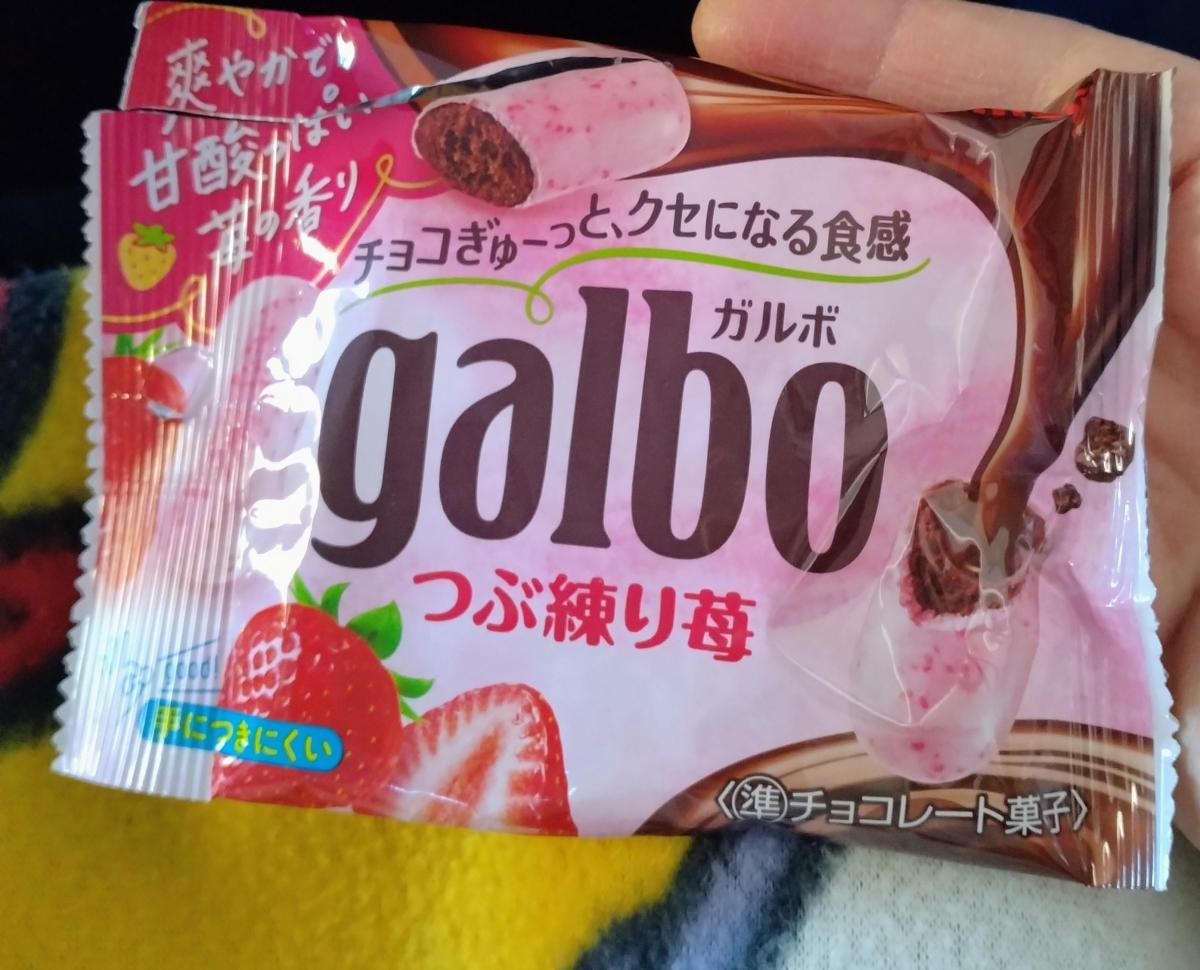 爽やかで
甘酸っぱい
苺の香り
チョコぎゅーっと、クセになる食感
ガルボ
galbo
つぶ練り苺
good!
手につきにくい
〈準チョコレート菓子〉